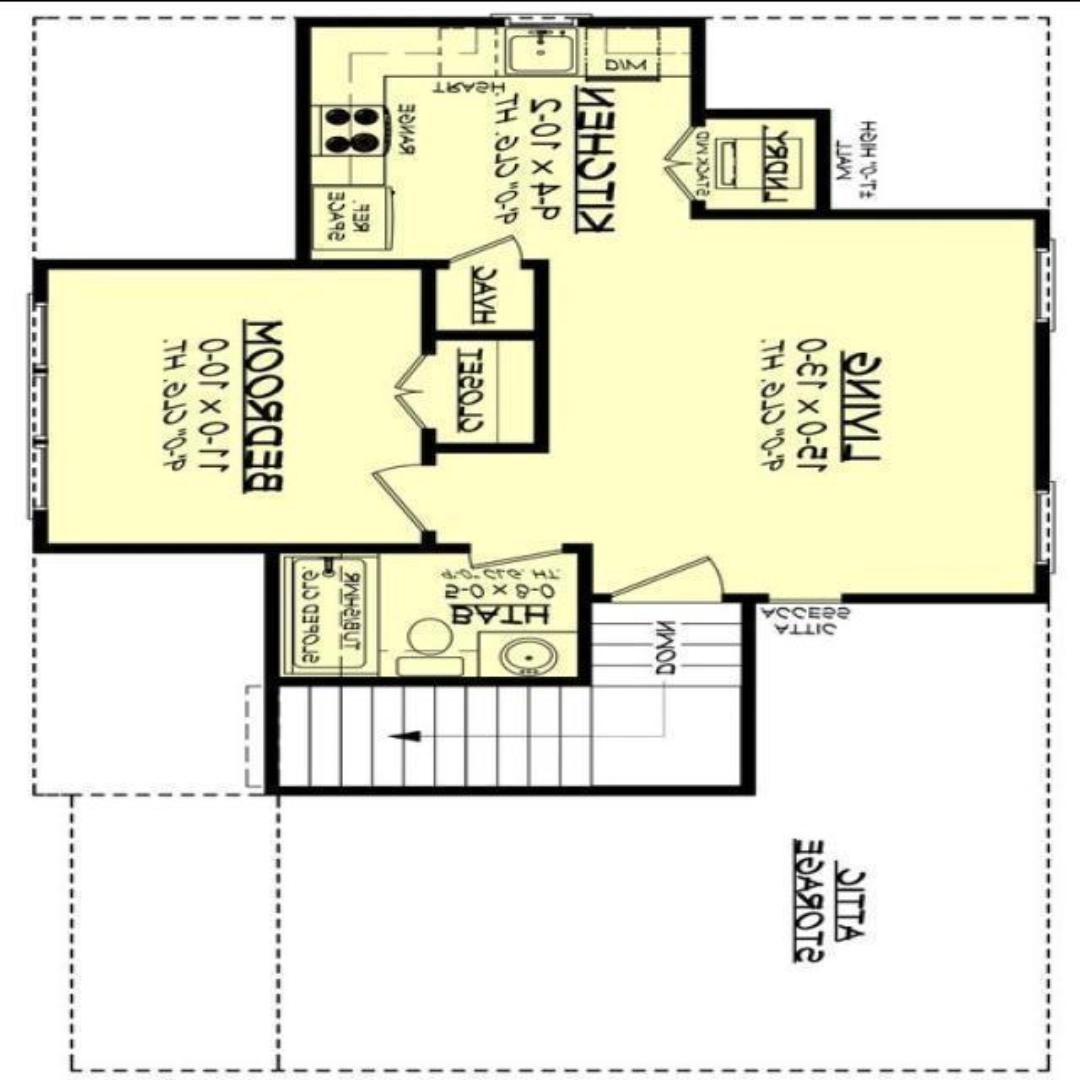 D/W
TRASH
RANGE
REF.
SPACE
KITCHEN
9-4 x 10-2
9'-0" CLG. HT.
STACK W/D
LNDRY
WALL
±7'-0" HIGH
HVAC
CLOSET
BEDROOM
11-0 x 10-0
9'-0" CLG. HT.
LIVING
15-0 x 13-0
9'-0" CLG. HT.
BATH
5-0 X 8-0
9'-0" CLG. HT.
TUB/SHWR
SLOPED CLG.
DOWN
ATTIC
ACCESS
ATTIC
STORAGE